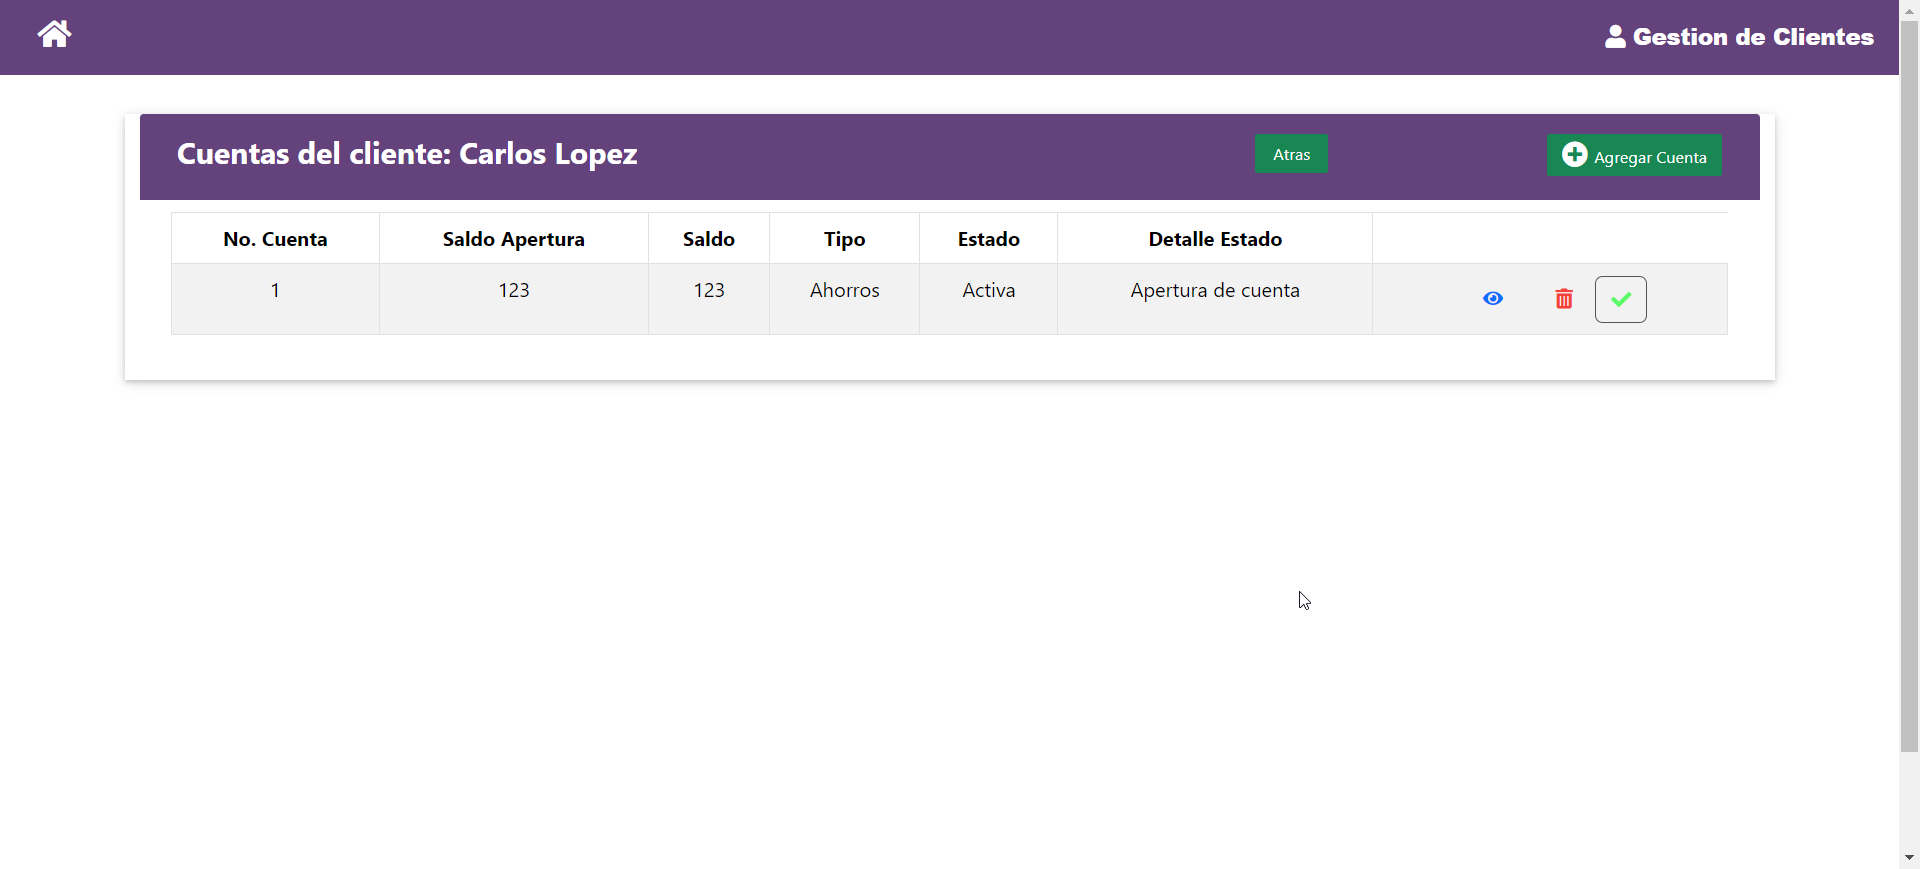 Gestion de Clientes
Cuentas del cliente: Carlos Lopez
Atras
Agregar Cuenta
No. Cuenta Saldo Apertura Saldo Tipo Estado Detalle Estado
1 123 123 Ahorros Activa Apertura de cuenta